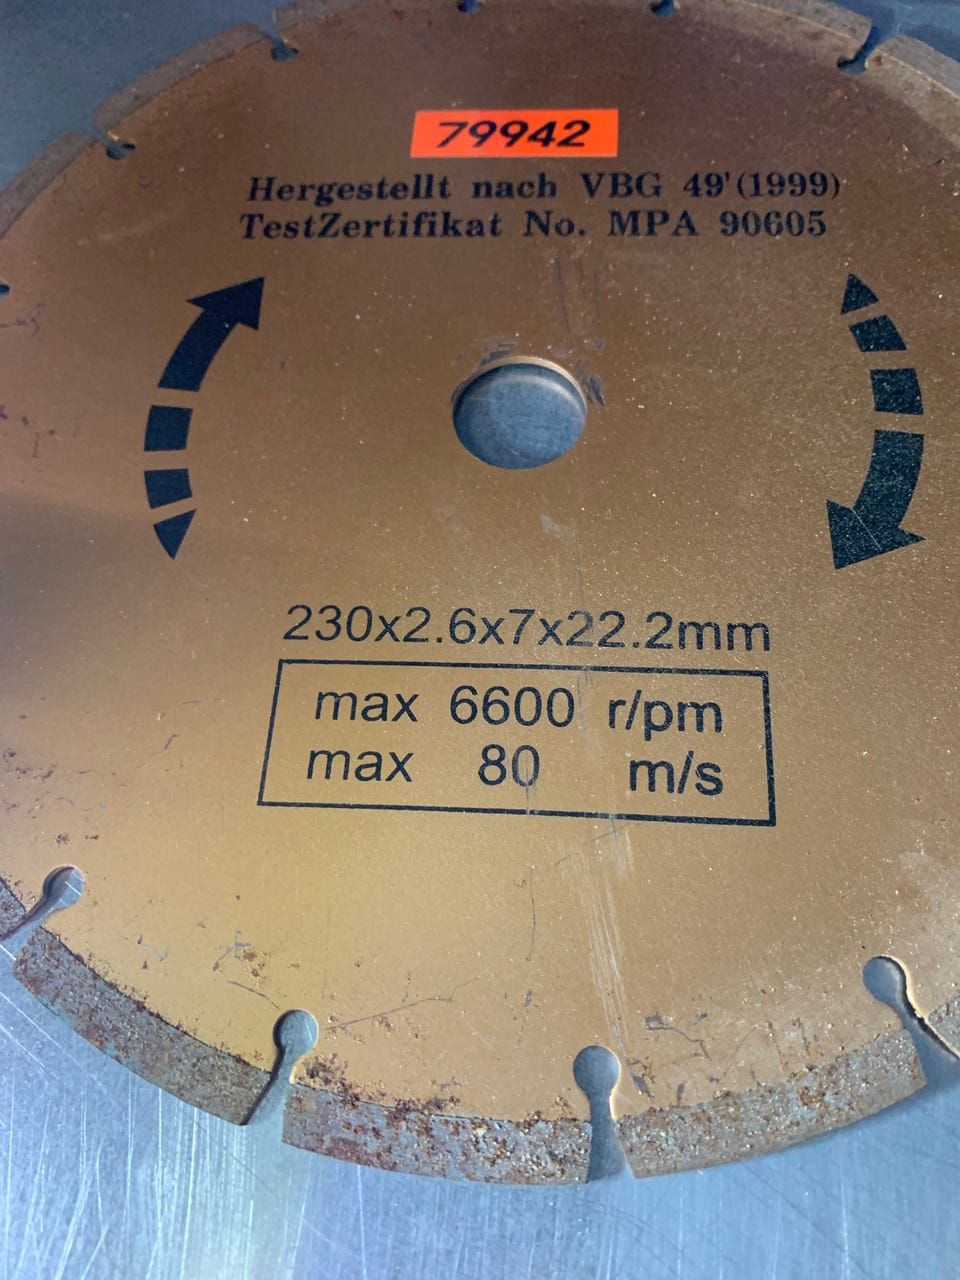 79942
Hergestellt nach VBG 49'(1999)
TestZertifikat No. MPA 90605
230x2.6x7x22.2mm
max 6600 r/pm
max 80 m/s